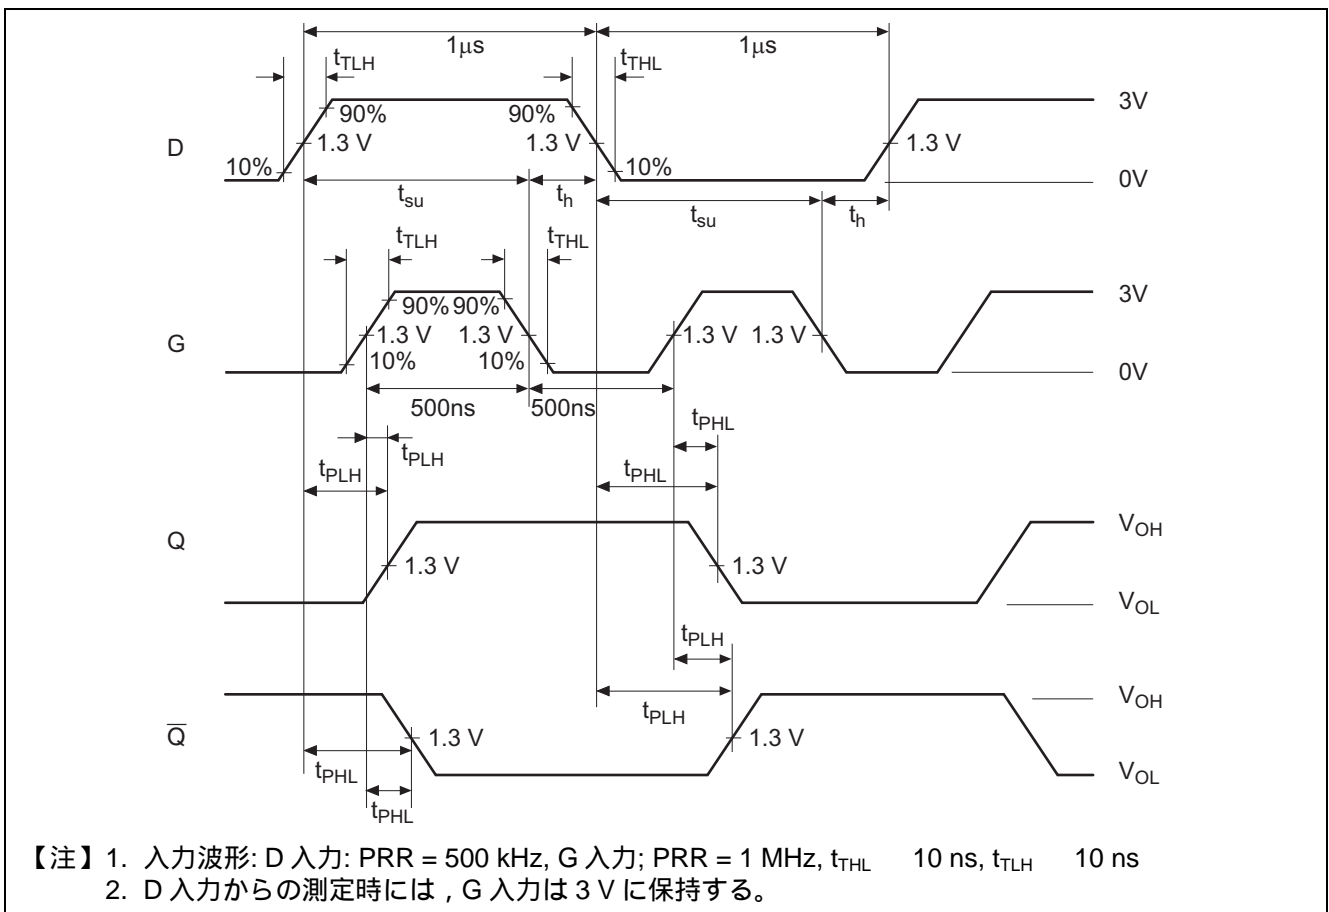 1μs 1μs
tTLH tTHL
90% 90% 3V
D 1.3 V 1.3 V 1.3 V
10% 10% 0V
tsu th tsu th
tTLH tTHL
3V
90% 90%
G 1.3 V 1.3 V 1.3 V 1.3 V
10% 10% 0V
500ns 500ns
tPHL
tPLH
tPLH tPHL
Q VOH
1.3 V 1.3 V
VOL
tPLH
VOH
tPLH
Q̅ 1.3 V 1.3 V
tPHL VOL
tPHL
【注】1. 入力波形: D 入力: PRR = 500 kHz, G 入力; PRR = 1 MHz, tTHL 10 ns, tTLH 10 ns
2. D 入力からの測定時には , G 入力は 3 V に保持する。